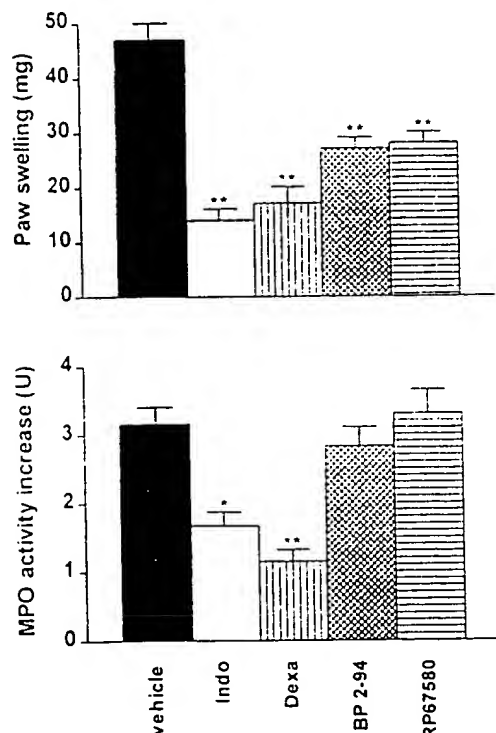 Paw swelling (mg)
50
40
30
20
10
0
**
**
**
**
MPO activity increase (U)
4
3
2
1
0
*
**
vehicle
Indo
Dexa
BP 2-94
RP67580